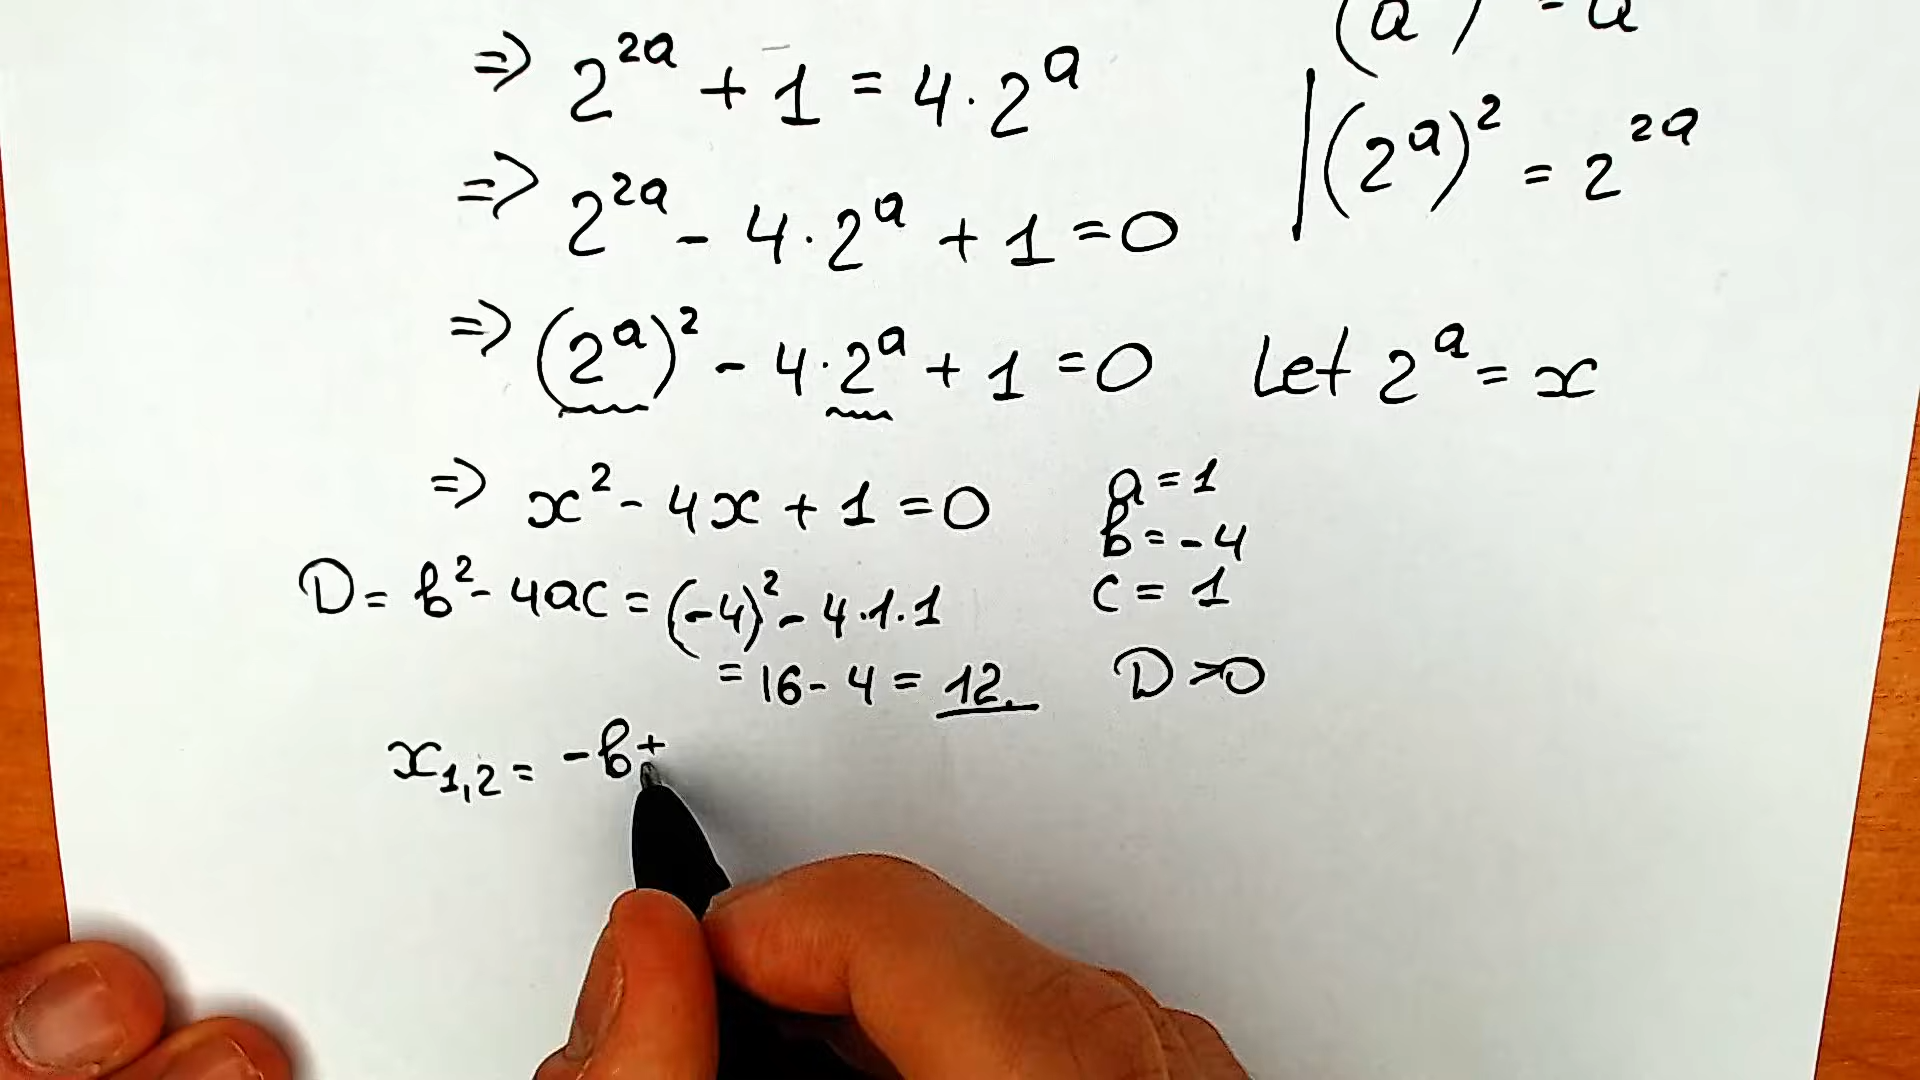 => 2^{2a} + 1 = 4 · 2^a
| (2^a)^2 = 2^{2a}
=> 2^{2a} - 4 · 2^a + 1 = 0
=> (2^a)^2 - 4 · 2^a + 1 = 0 Let 2^a = x
=> x^2 - 4x + 1 = 0
a = 1
b = -4
c = 1
D = b^2 - 4ac = (-4)^2 - 4·1·1
= 16 - 4 = 12. D > 0
x_{1,2} = -b +